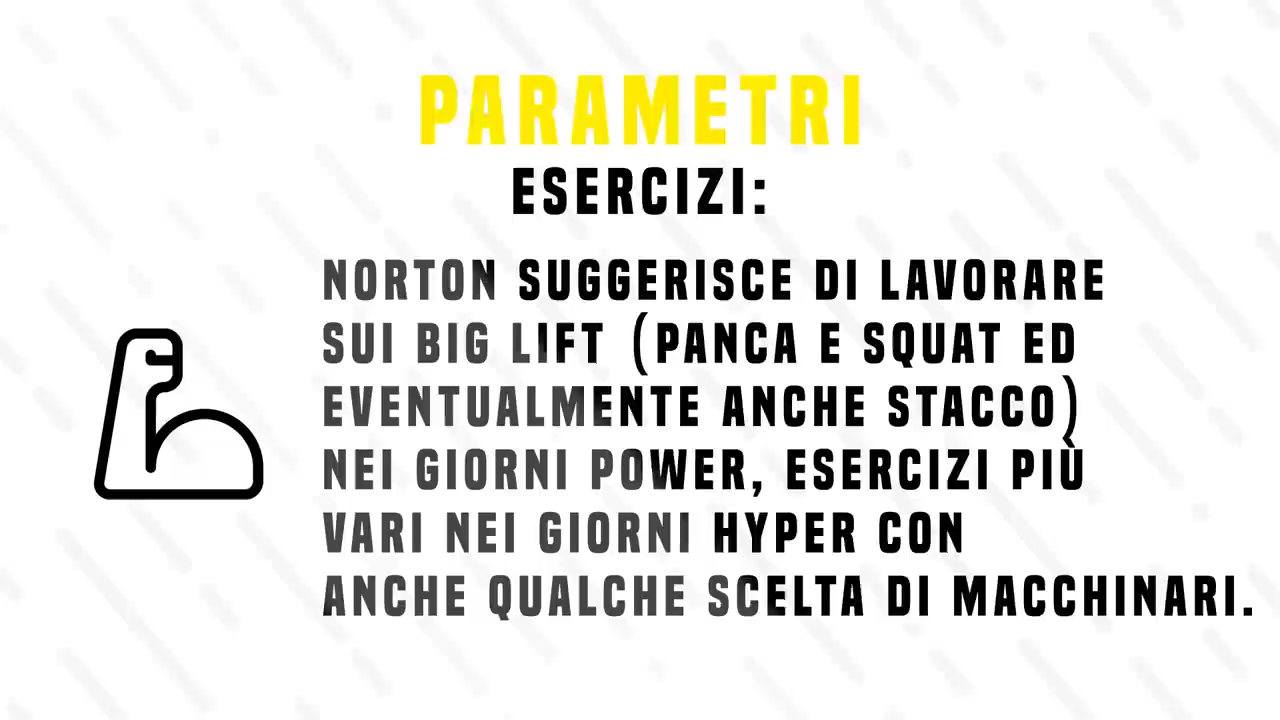 PARAMETRI
ESERCIZI:
NORTON SUGGERISCE DI LAVORARE
SUI BIG LIFT (PANCA E SQUAT ED
EVENTUALMENTE ANCHE STACCO)
NEI GIORNI POWER, ESERCIZI PIÙ
VARI NEI GIORNI HYPER CON
ANCHE QUALCHE SCELTA DI MACCHINARI.